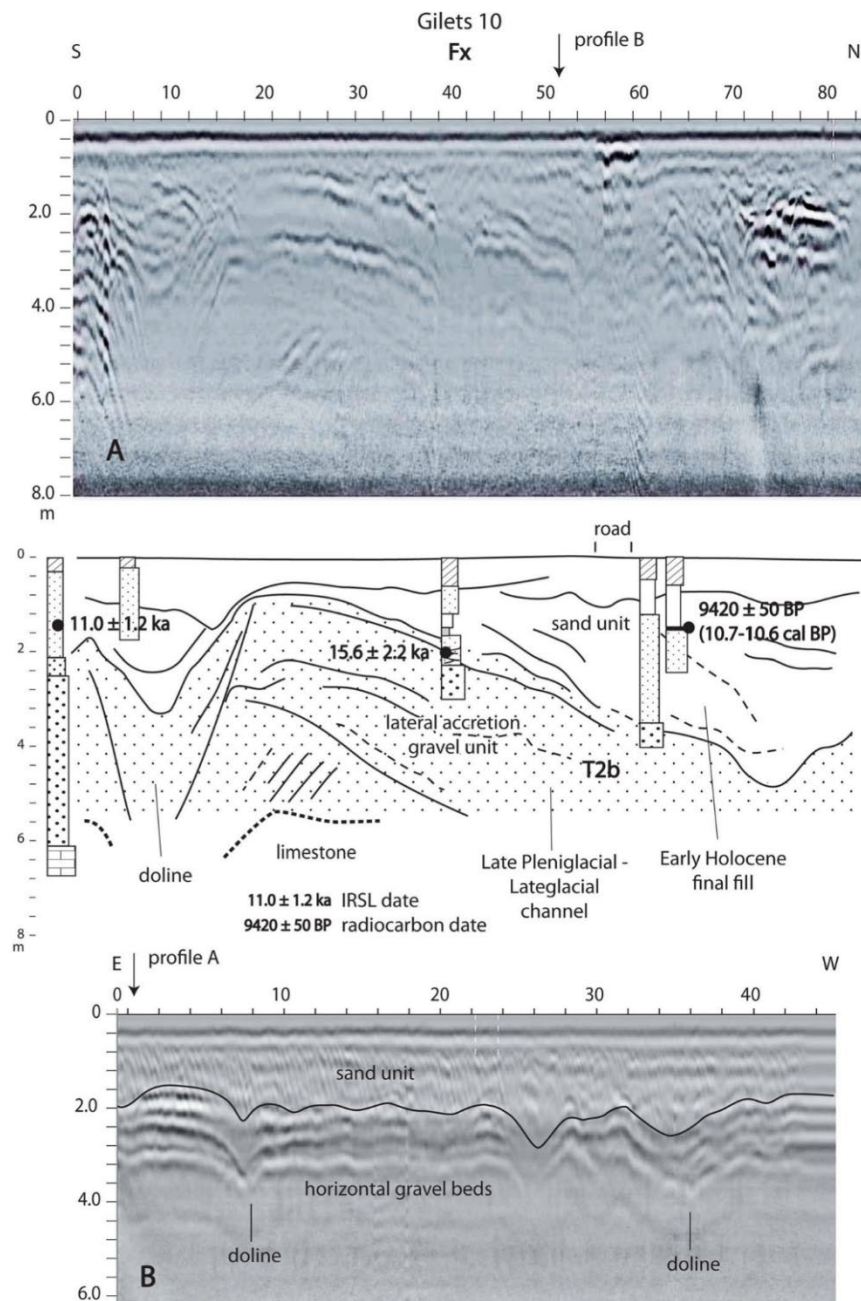 Gilets 10
S Fx profile B N
0 10 20 30 40 50 60 70 80
0
2.0
4.0
6.0
8.0
m
A
road
0
11.0 ± 1.2 ka
9420 ± 50 BP
(10.7-10.6 cal BP)
sand unit
2
15.6 ± 2.2 ka
lateral accretion
gravel unit
4
T2b
6
limestone
doline
Late Pleniglacial -
Lateglacial
channel
Early Holocene
final fill
11.0 ± 1.2 ka IRSL date
9420 ± 50 BP radiocarbon date
8
m
E profile A W
0 10 20 30 40
0
sand unit
2.0
horizontal gravel beds
4.0
doline
doline
B
6.0